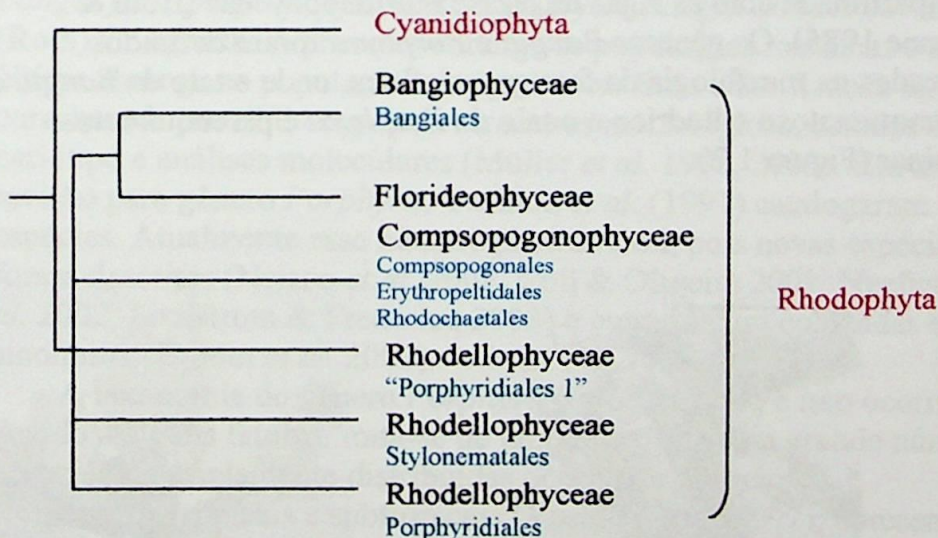 Cyanidiophyta
Bangiophyceae
Bangiales
Florideophyceae
Compsopogonophyceae
Compsopogonales
Erythropeltidales
Rhodochaetales
Rhodophyta
Rhodellophyceae
“Porphyridiales 1”
Rhodellophyceae
Stylonematales
Rhodellophyceae
Porphyridiales